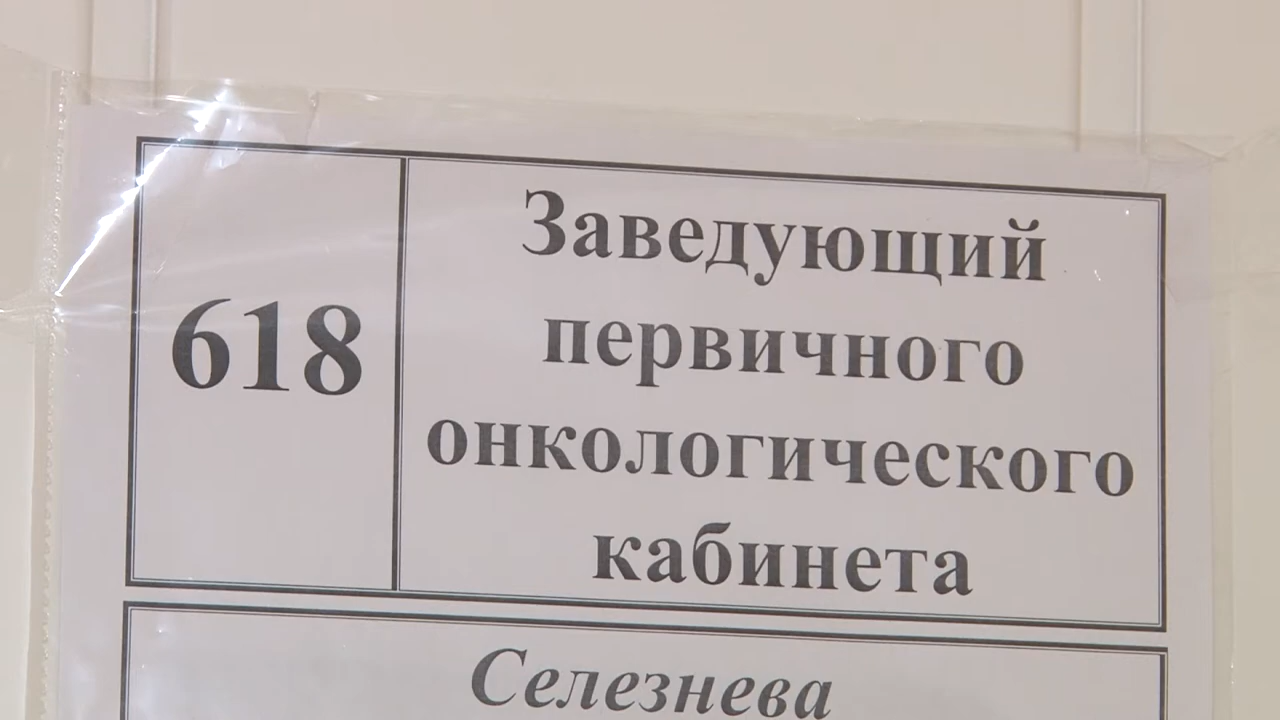 618
Заведующий
первичного
онкологического
кабинета
Селезнева